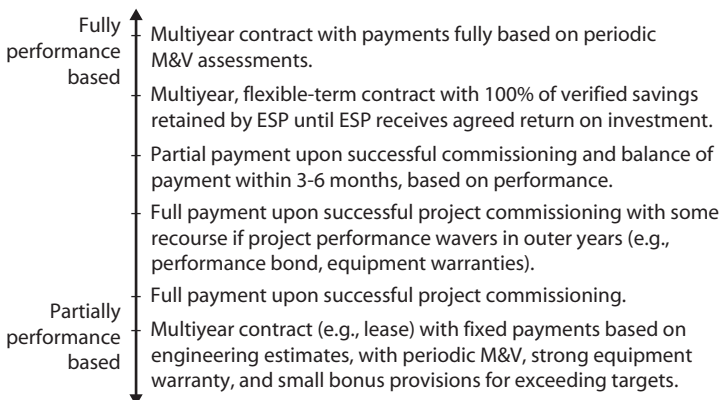 Fully
performance
based
Multiyear contract with payments fully based on periodic
M&V assessments.
Multiyear, flexible-term contract with 100% of verified savings
retained by ESP until ESP receives agreed return on investment.
Partial payment upon successful commissioning and balance of
payment within 3-6 months, based on performance.
Full payment upon successful project commissioning with some
recourse if project performance wavers in outer years (e.g.,
performance bond, equipment warranties).
Full payment upon successful project commissioning.
Partially
performance
based
Multiyear contract (e.g., lease) with fixed payments based on
engineering estimates, with periodic M&V, strong equipment
warranty, and small bonus provisions for exceeding targets.